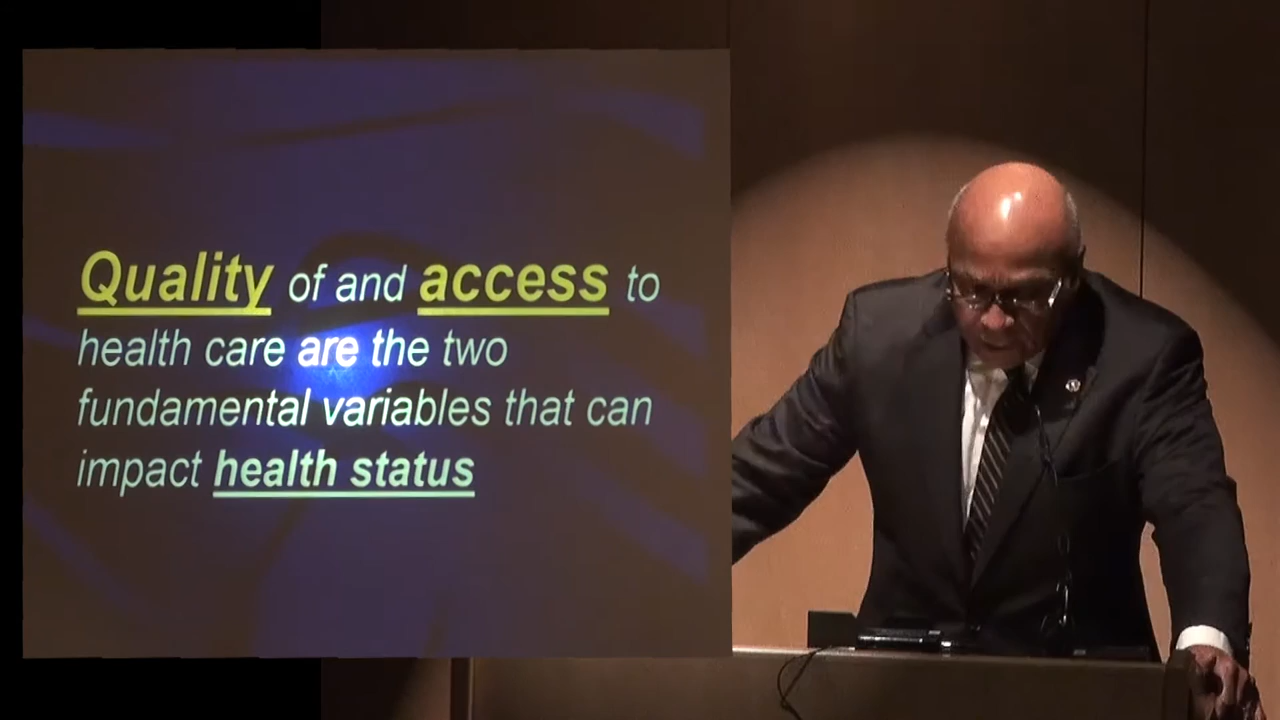 Quality of and access to
health care are the two
fundamental variables that can
impact health status